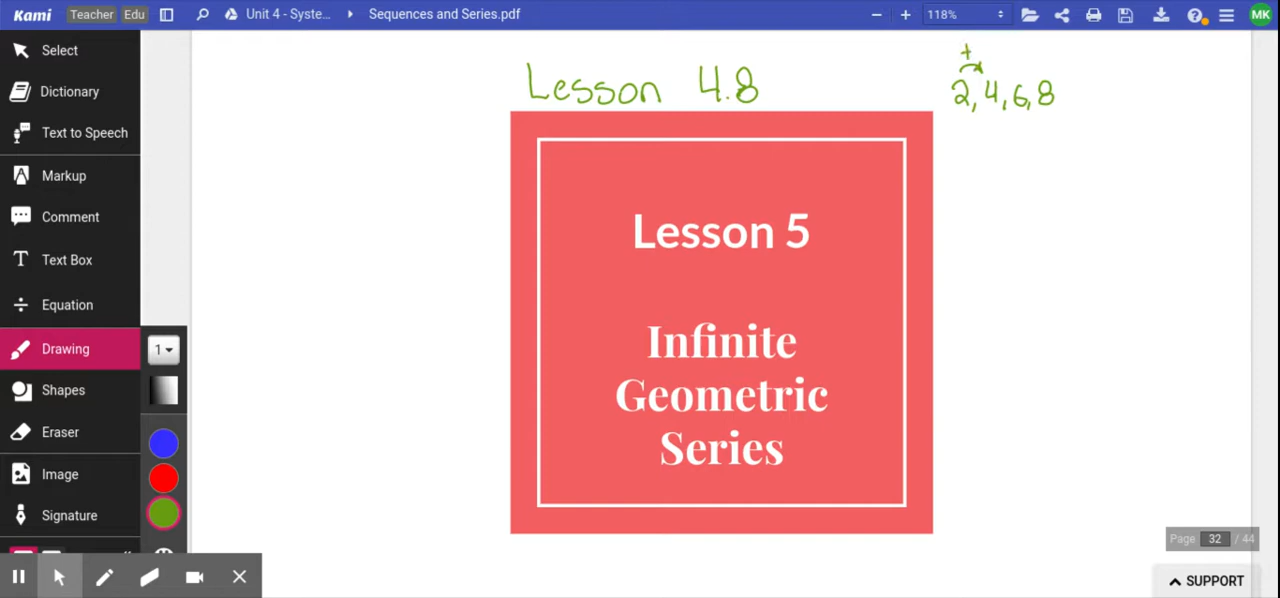 Kami Teacher Edu Unit 4 - Syste... Sequences and Series.pdf 118% MK
Select
Dictionary
Text to Speech
Markup
Comment
Text Box
Equation
Drawing
Shapes
Eraser
Image
Signature
1
Lesson 4.8
+
2, 4, 6, 8
Lesson 5
Infinite
Geometric
Series
Page 32 / 44
SUPPORT